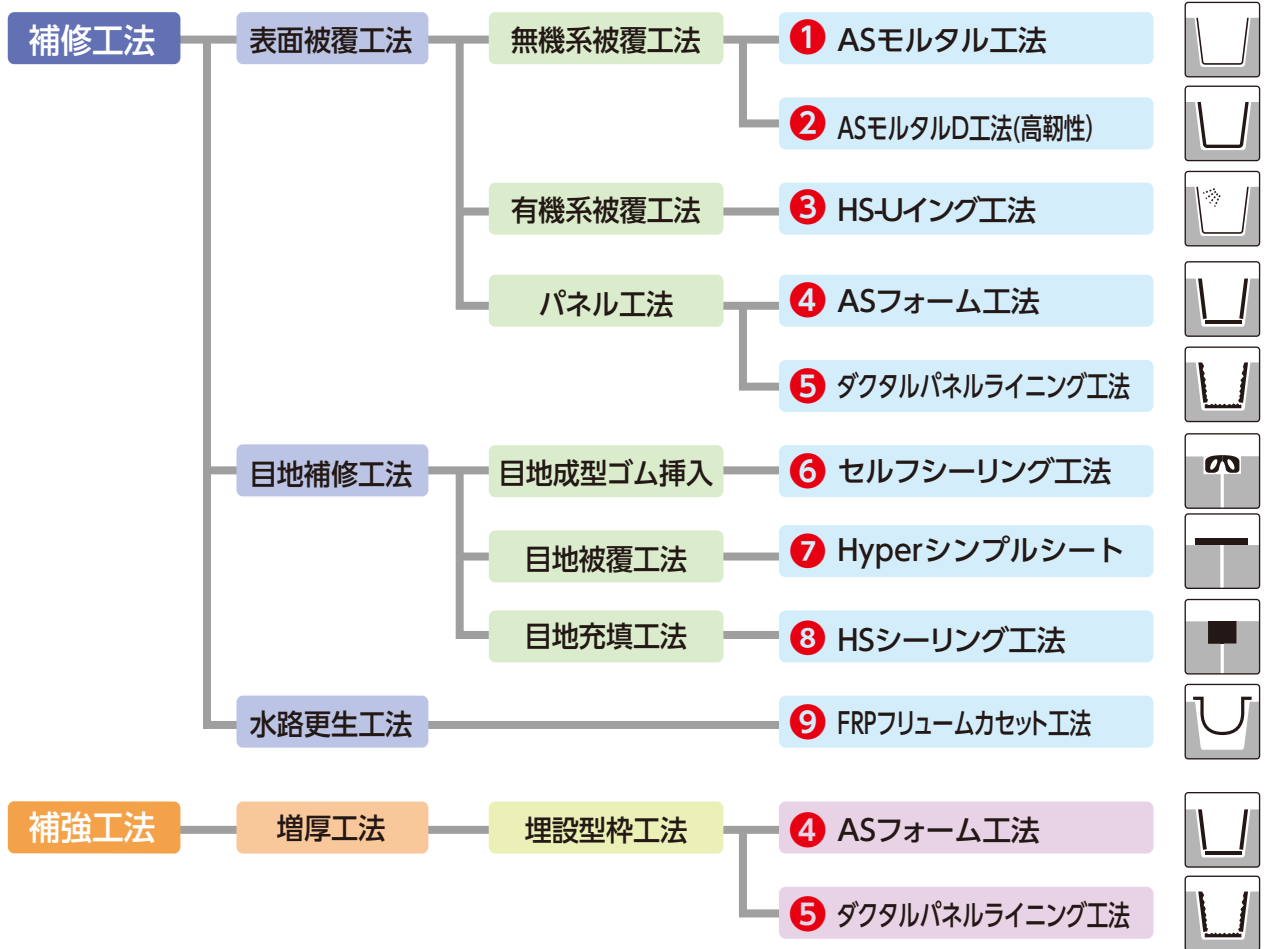 補修工法
表面被覆工法
無機系被覆工法
❶ ASモルタル工法
❷ ASモルタルD工法(高靭性)
有機系被覆工法
❸ HS-Uイング工法
パネル工法
❹ ASフォーム工法
❺ ダクタルパネルライニング工法
目地補修工法
目地成型ゴム挿入
❻ セルフシーリング工法
目地被覆工法
❼ Hyperシンプルシート
目地充填工法
❽ HSシーリング工法
水路更生工法
❾ FRPフリュームカセット工法
補強工法
増厚工法
埋設型枠工法
❹ ASフォーム工法
❺ ダクタルパネルライニング工法